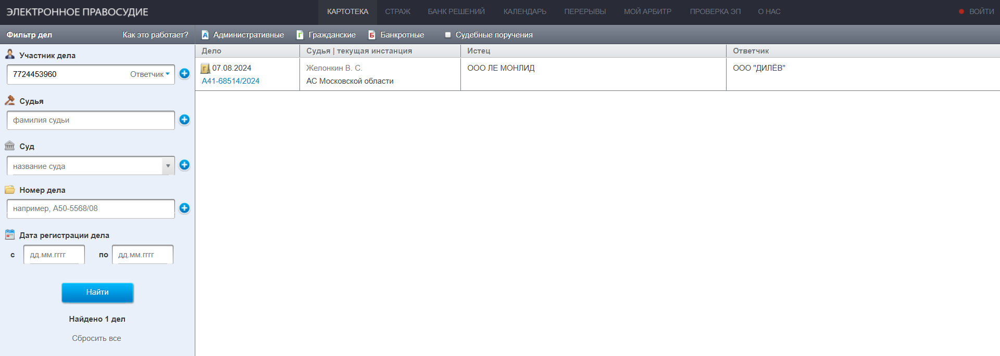 ЭЛЕКТРОННОЕ ПРАВОСУДИЕ
КАРТОТЕКА СТРАЖ БАНК РЕШЕНИЙ КАЛЕНДАРЬ ПЕРЕРЫВЫ МОЙ АРБИТР ПРОВЕРКА ЭП О НАС ВОЙТИ
Фильтр дел Как это работает?
А Административные Г Гражданские Б Банкротные Судебные поручения
Участник дела
7724453960 Ответчик
Судья
фамилия судьи
Суд
название суда
Номер дела
например, А50-5568/08
Дата регистрации дела
с дд.мм.гггг по дд.мм.гггг
Найти
Найдено 1 дел
Сбросить все
Дело Судья | текущая инстанция Истец Ответчик
Г 07.08.2024 Желонкин В. С. ООО ЛЕ МОНЛИД ООО "ДИЛЁВ"
А41-68514/2024 АС Московской области